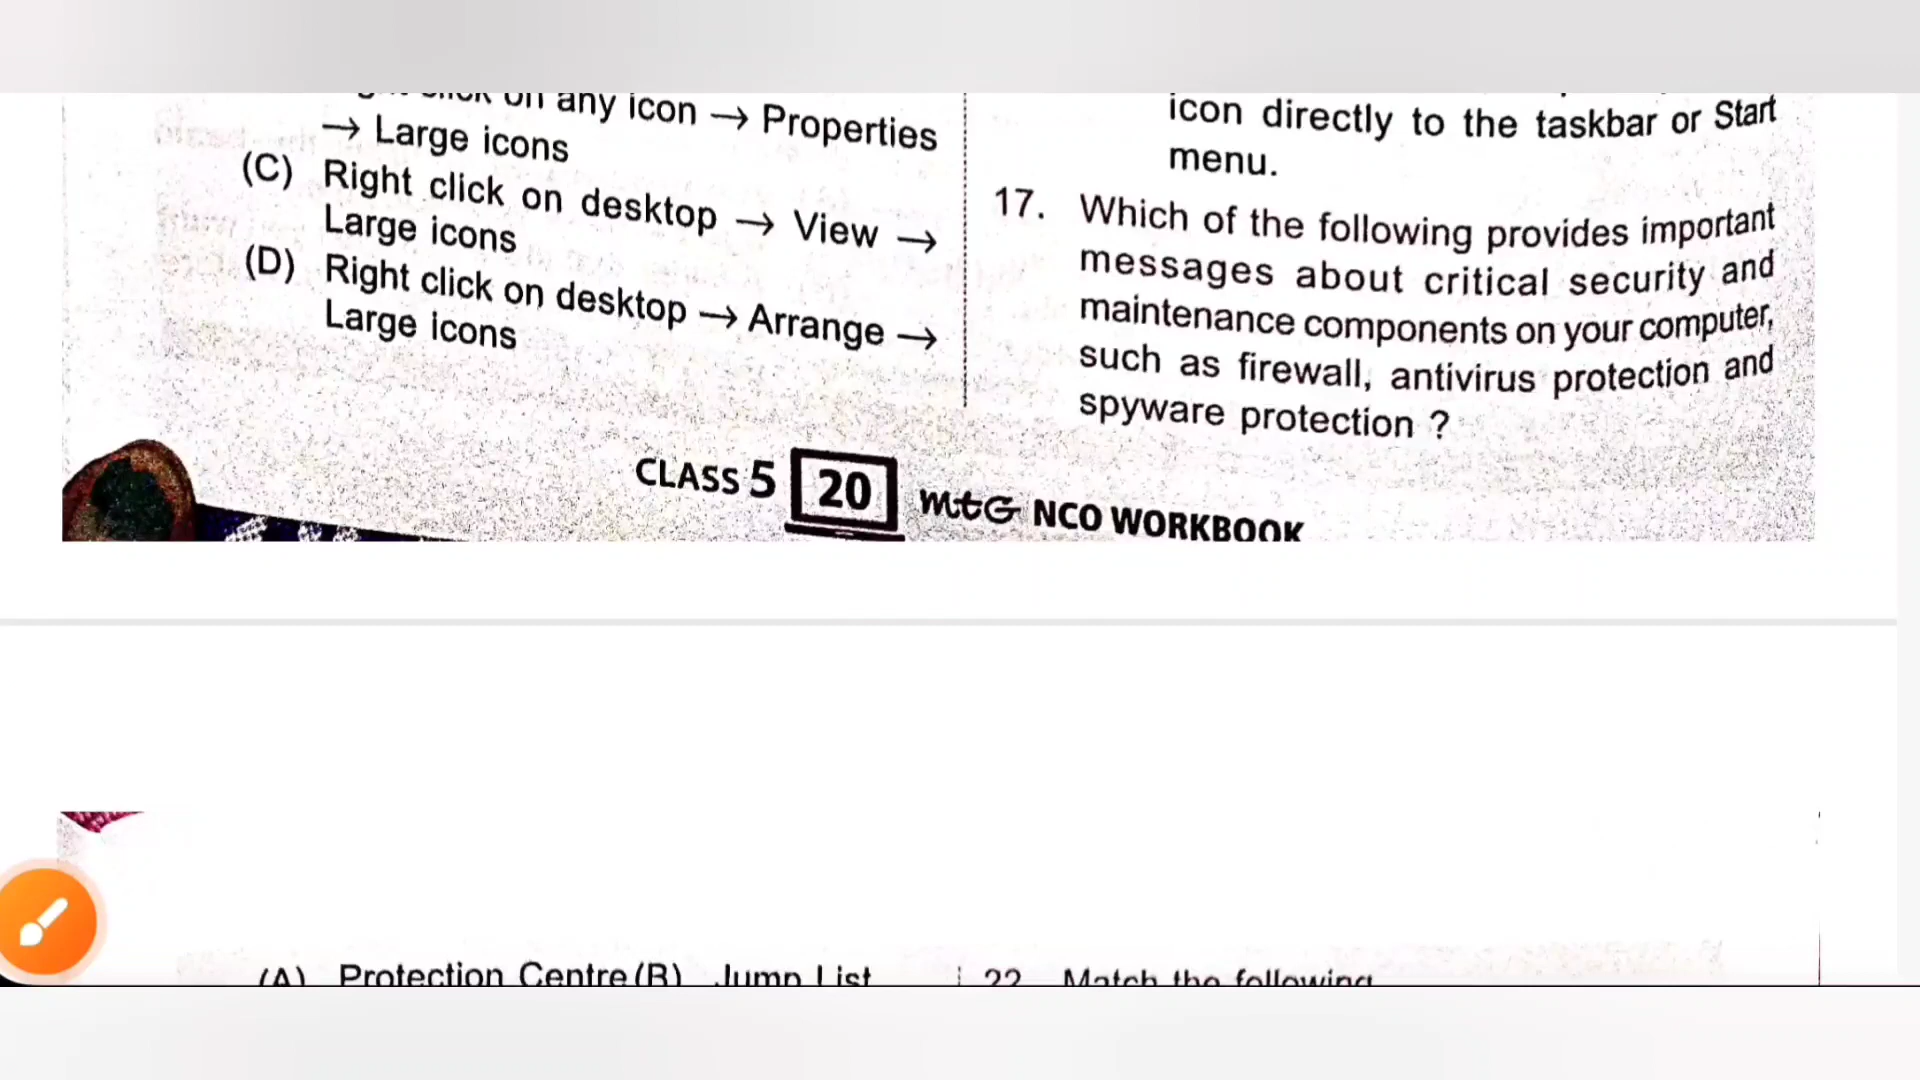 on any icon → Properties
→ Large icons
(C) Right click on desktop → View →
Large icons
(D) Right click on desktop → Arrange →
Large icons
icon directly to the taskbar or Start
menu.
17. Which of the following provides important
messages about critical security and
maintenance components on your computer,
such as firewall, antivirus protection and
spyware protection ?
CLASS 5 20 mtG NCO WORKBOOK
(A) Protection Centre (B) Jump List
22 Match the following